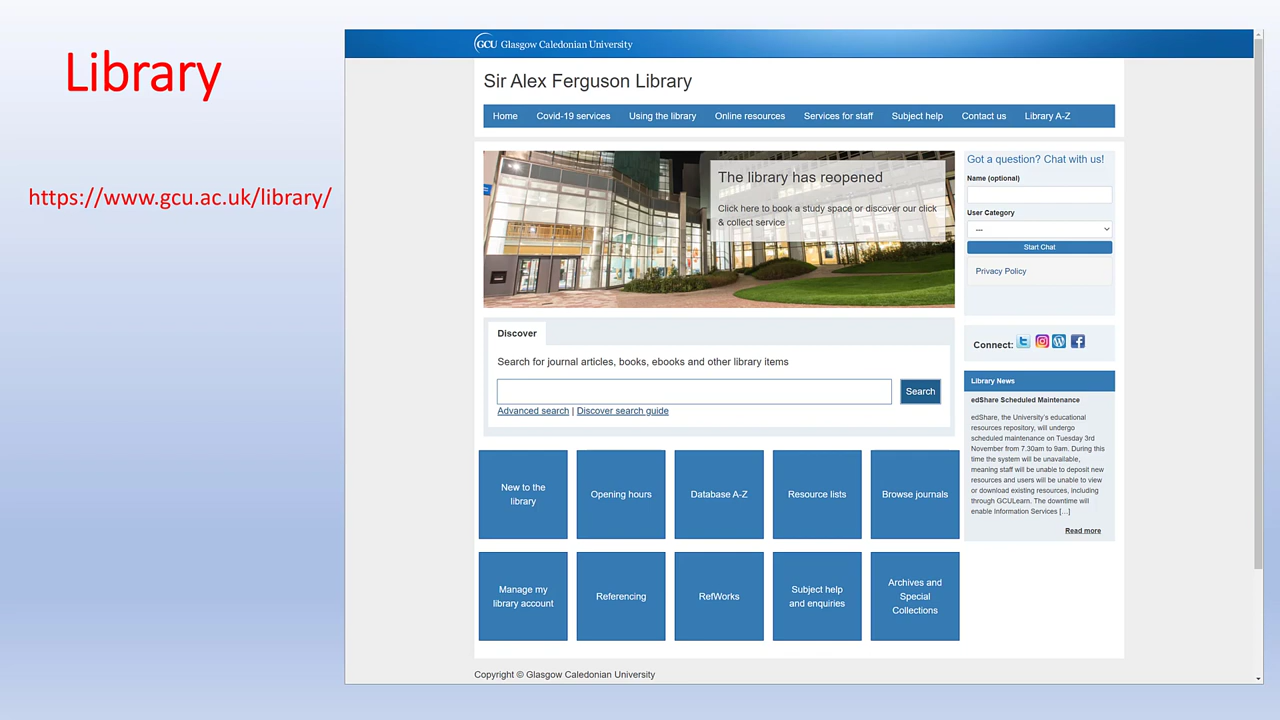 Library
https://www.gcu.ac.uk/library/
GCU Glasgow Caledonian University
Sir Alex Ferguson Library
Home Covid-19 services Using the library Online resources Services for staff Subject help Contact us Library A-Z
The library has reopened
Click here to book a study space or discover our click
& collect service
Discover
Search for journal articles, books, ebooks and other library items
Search
Advanced search | Discover search guide
New to the
library
Opening hours
Database A-Z
Resource lists
Browse journals
Manage my
library account
Referencing
RefWorks
Subject help
and enquiries
Archives and
Special
Collections
Got a question? Chat with us!
Name (optional)
User Category
---
Start Chat
Privacy Policy
Connect:
Library News
edShare Scheduled Maintenance
edShare, the University's educational
resources repository, will undergo
scheduled maintenance on Tuesday 3rd
November from 7.30am to 9am. During this
time the system will be unavailable,
meaning staff will be unable to deposit new
resources and users will be unable to view
or download existing resources, including
through GCULearn. The downtime will
enable Information Services […]
Read more
Copyright © Glasgow Caledonian University